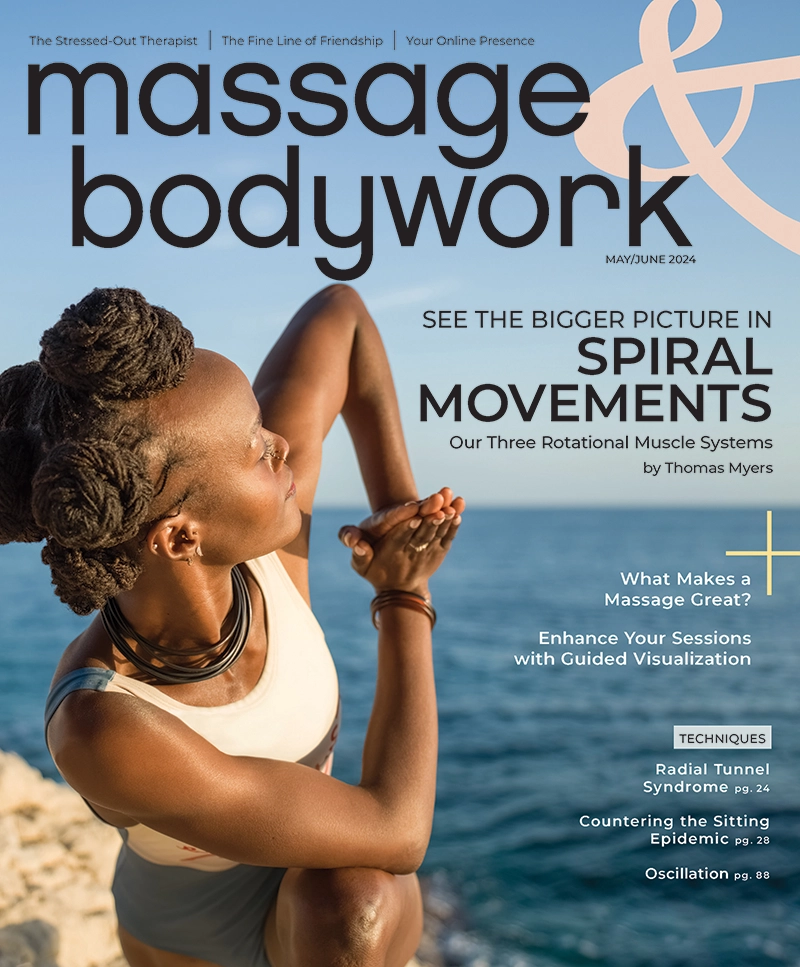 The Stressed-Out Therapist | The Fine Line of Friendship | Your Online Presence
massage &
bodywork
MAY/JUNE 2024
SEE THE BIGGER PICTURE IN
SPIRAL
MOVEMENTS
Our Three Rotational Muscle Systems
by Thomas Myers
What Makes a
Massage Great?
Enhance Your Sessions
with Guided Visualization
TECHNIQUES
Radial Tunnel
Syndrome pg. 24
Countering the Sitting
Epidemic pg. 28
Oscillation pg. 88